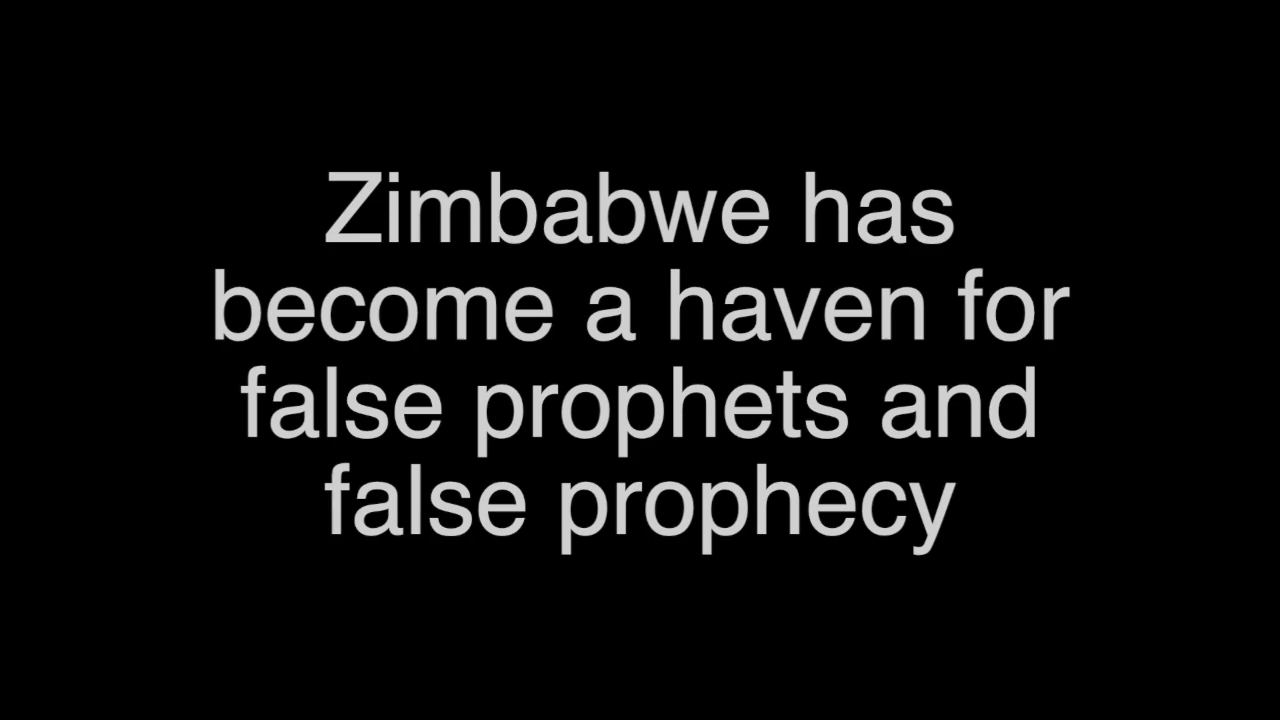 Zimbabwe has
become a haven for
false prophets and
false prophecy